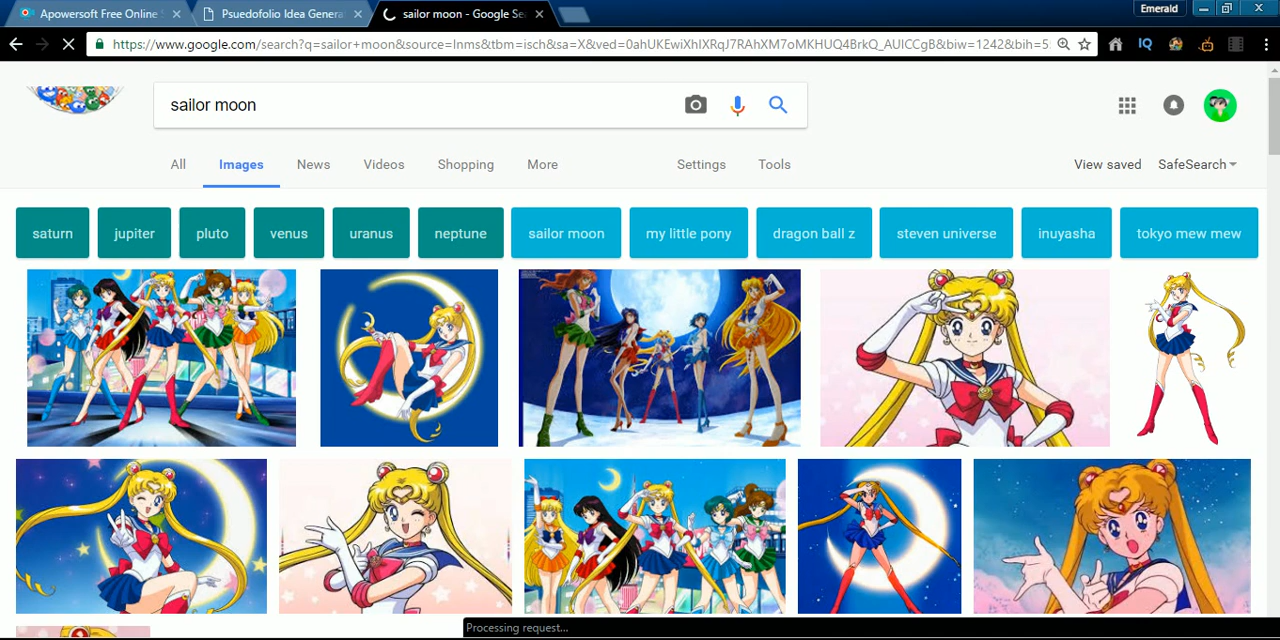 Apowersoft Free Online
Psuedofolio Idea Genera
sailor moon - Google Se
Emerald
https://www.google.com/search?q=sailor+moon&source=lnms&tbm=isch&sa=X&ved=0ahUKEwiXhIXRqJ7RAhXM7oMKHUQ4BrkQ_AUICCgB&biw=1242&bih=5
IQ
sailor moon
All Images News Videos Shopping More Settings Tools View saved SafeSearch
saturn jupiter pluto venus uranus neptune sailor moon my little pony dragon ball z steven universe inuyasha tokyo mew mew
Processing request...